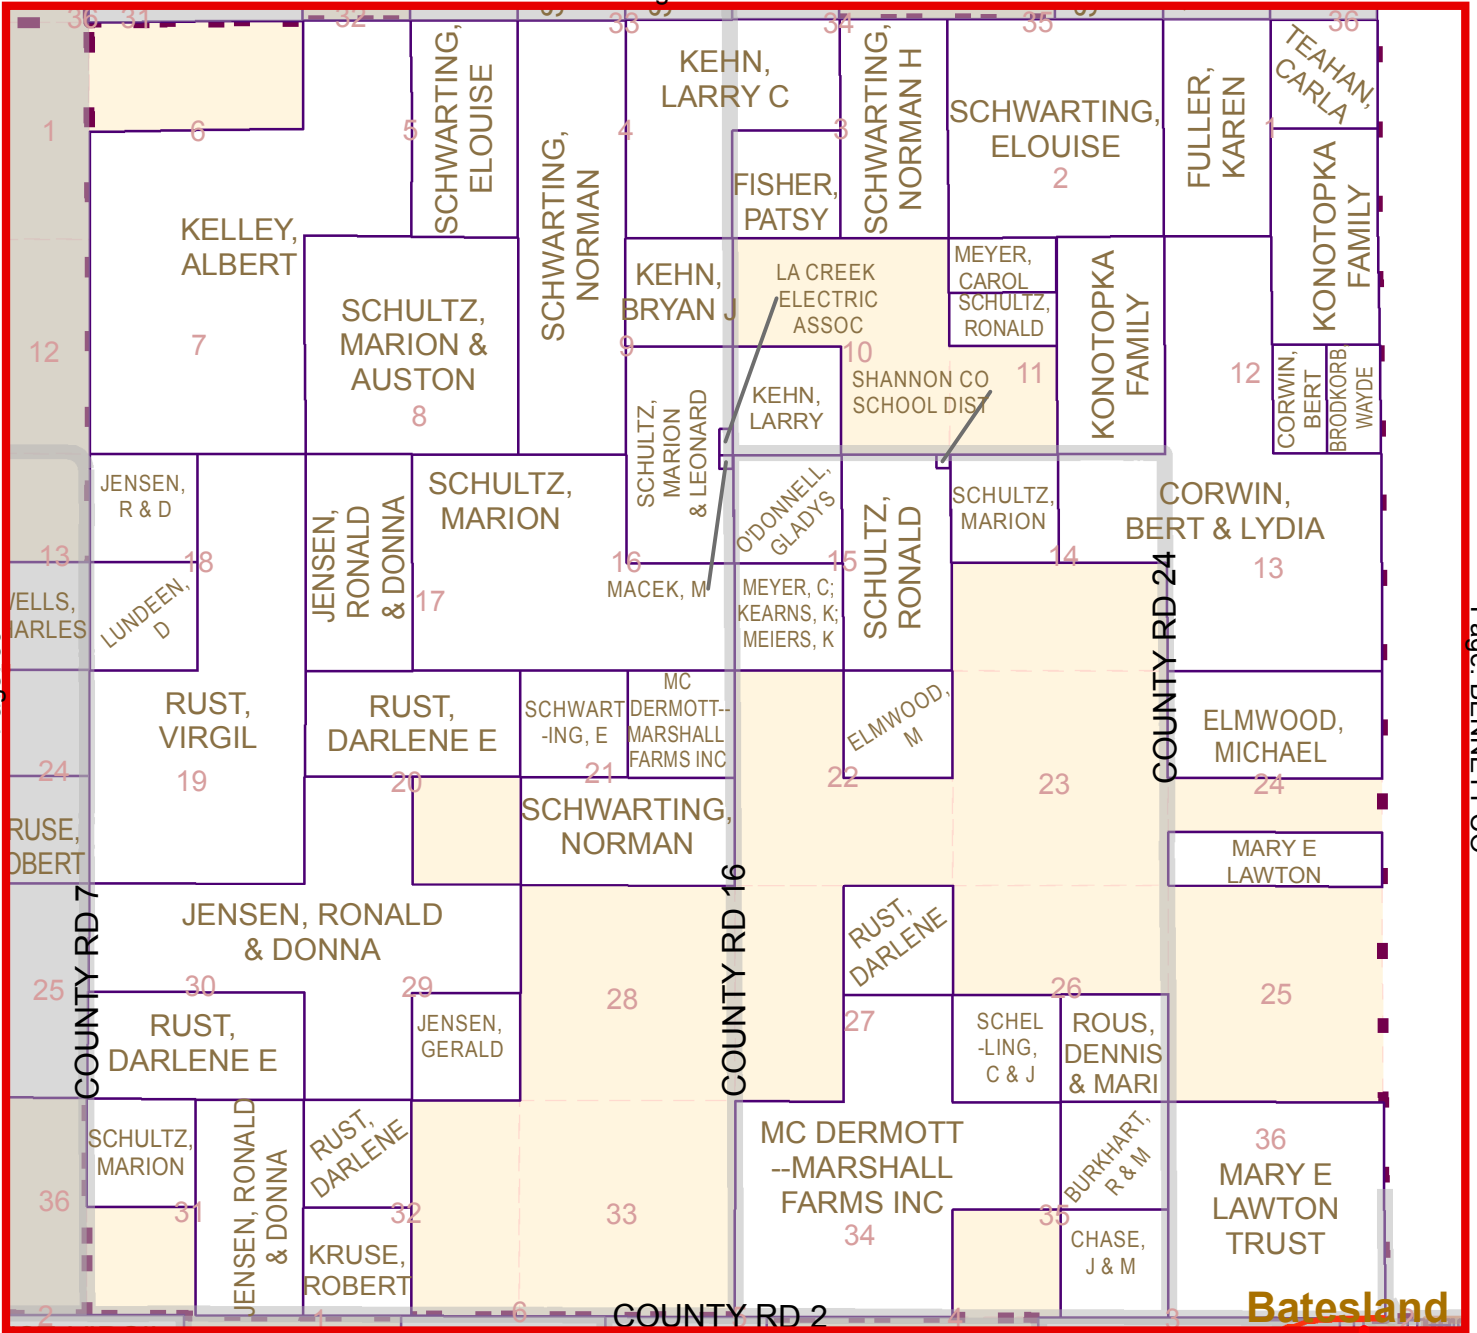 36
31
32
33
34
35
36
KEHN,
LARRY C
SCHWARTING,
ELOUISE
SCHWARTING,
NORMAN H
SCHWARTING,
ELOUISE
2
FULLER,
KAREN
TEAHAN,
CARLA
1
6
5
4
3
1
SCHWARTING,
NORMAN
FISHER,
PATSY
KONOTOPKA
FAMILY
KELLEY,
ALBERT
KEHN,
BRYAN J
LA CREEK
ELECTRIC
ASSOC
MEYER,
CAROL
SCHULTZ,
RONALD
KONOTOPKA
FAMILY
SCHULTZ,
MARION &
AUSTON
8
12
7
9
10
11
12
SHANNON CO
SCHOOL DIST
CORWIN,
BERT
BRODKORB,
WAYDE
KEHN,
LARRY
SCHULTZ,
MARION
& LEONARD
JENSEN,
R & D
JENSEN,
RONALD
& DONNA
SCHULTZ,
MARION
O'DONNELL,
GLADYS
SCHULTZ,
RONALD
SCHULTZ,
MARION
CORWIN,
BERT & LYDIA
13
18
17
16
15
14
13
MACEK, M
LUNDEEN,
D
MEYER, C;
KEARNS, K;
MEIERS, K
COUNTY RD 24
RUST,
VIRGIL
19
RUST,
DARLENE E
SCHWART
-ING, E
MC
DERMOTT--
MARSHALL
FARMS INC
ELMWOOD,
M
ELMWOOD,
MICHAEL
24
20
21
22
23
24
SCHWARTING,
NORMAN
MARY E
LAWTON
COUNTY RD 7
JENSEN, RONALD
& DONNA
COUNTY RD 16
RUST,
DARLENE
25
30
29
28
27
26
25
RUST,
DARLENE E
JENSEN,
GERALD
SCHEL
-LING,
C & J
ROUS,
DENNIS
& MARI
SCHULTZ,
MARION
JENSEN, RONALD
& DONNA
RUST,
DARLENE
MC DERMOTT
--MARSHALL
FARMS INC
34
BURKHART,
R & M
36
MARY E
LAWTON
TRUST
36
31
32
33
35
KRUSE,
ROBERT
CHASE,
J & M
2
1
6
4
3
COUNTY RD 2
Batesland